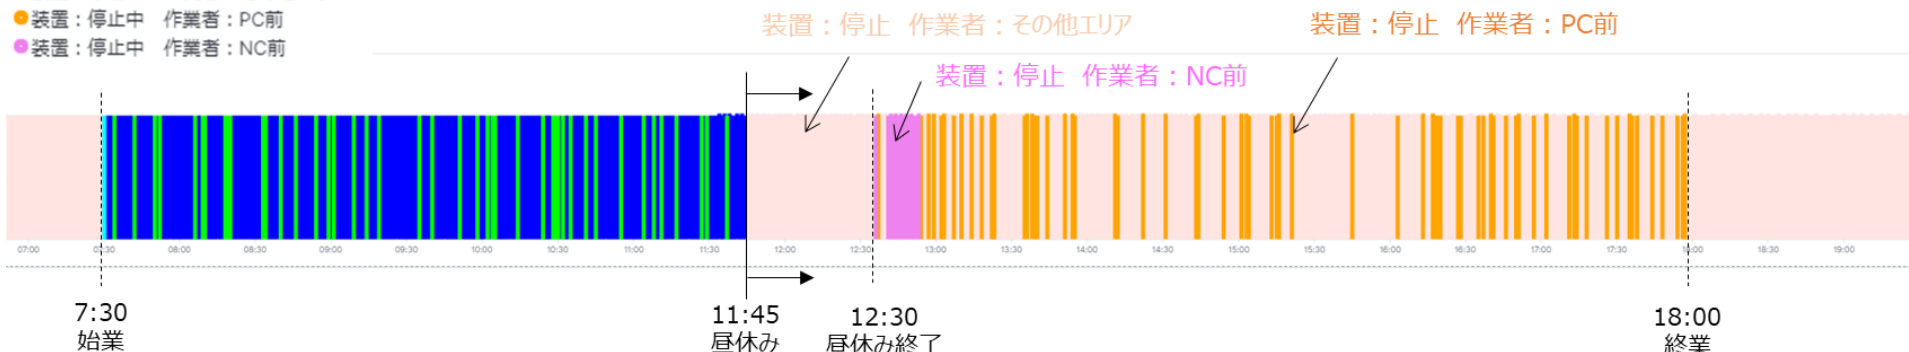 装置：停止中　作業者：PC前
装置：停止中　作業者：NC前
装置：停止 作業者：その他エリア
装置：停止 作業者：PC前
装置：停止 作業者：NC前
07:00 07:30 08:00 08:30 09:00 09:30 10:00 10:30 11:00 11:30 12:00 12:30 13:00 13:30 14:00 14:30 15:00 15:30 16:00 16:30 17:00 17:30 18:00 18:30 19:00
7:30
始業
11:45
昼休み
12:30
昼休み終了
18:00
終業